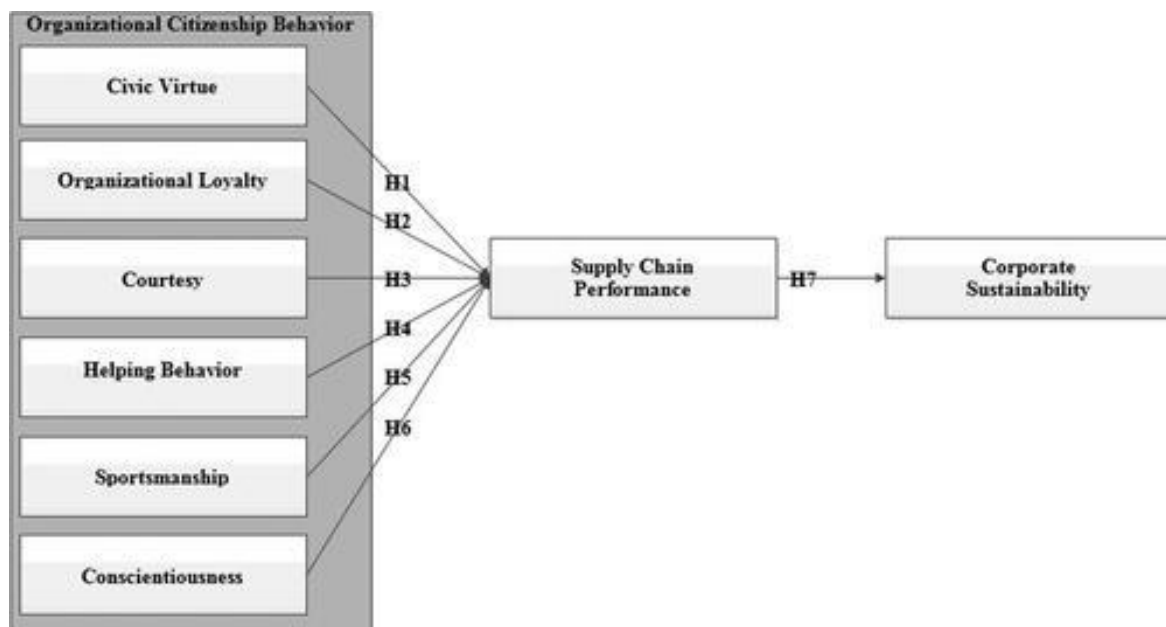 Organizational Citizenship Behavior
Civic Virtue
Organizational Loyalty
Courtesy
Helping Behavior
Sportsmanship
Conscientiousness
H1
H2
H3
H4
H5
H6
Supply Chain
Performance
H7
Corporate
Sustainability